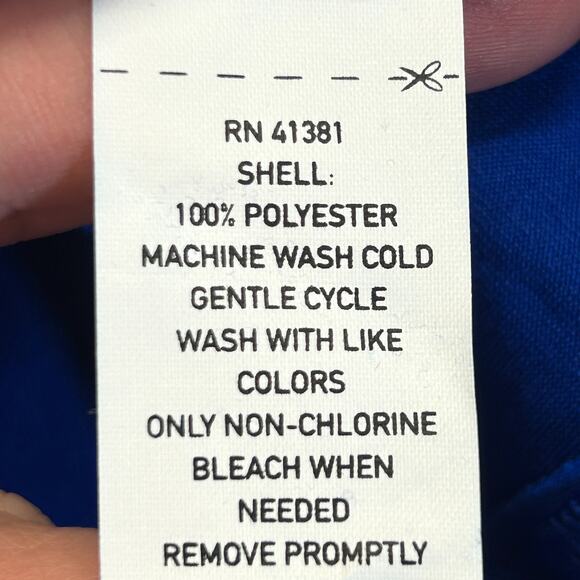 RN 41381
SHELL:
100% POLYESTER
MACHINE WASH COLD
GENTLE CYCLE
WASH WITH LIKE
COLORS
ONLY NON-CHLORINE
BLEACH WHEN
NEEDED
REMOVE PROMPTLY